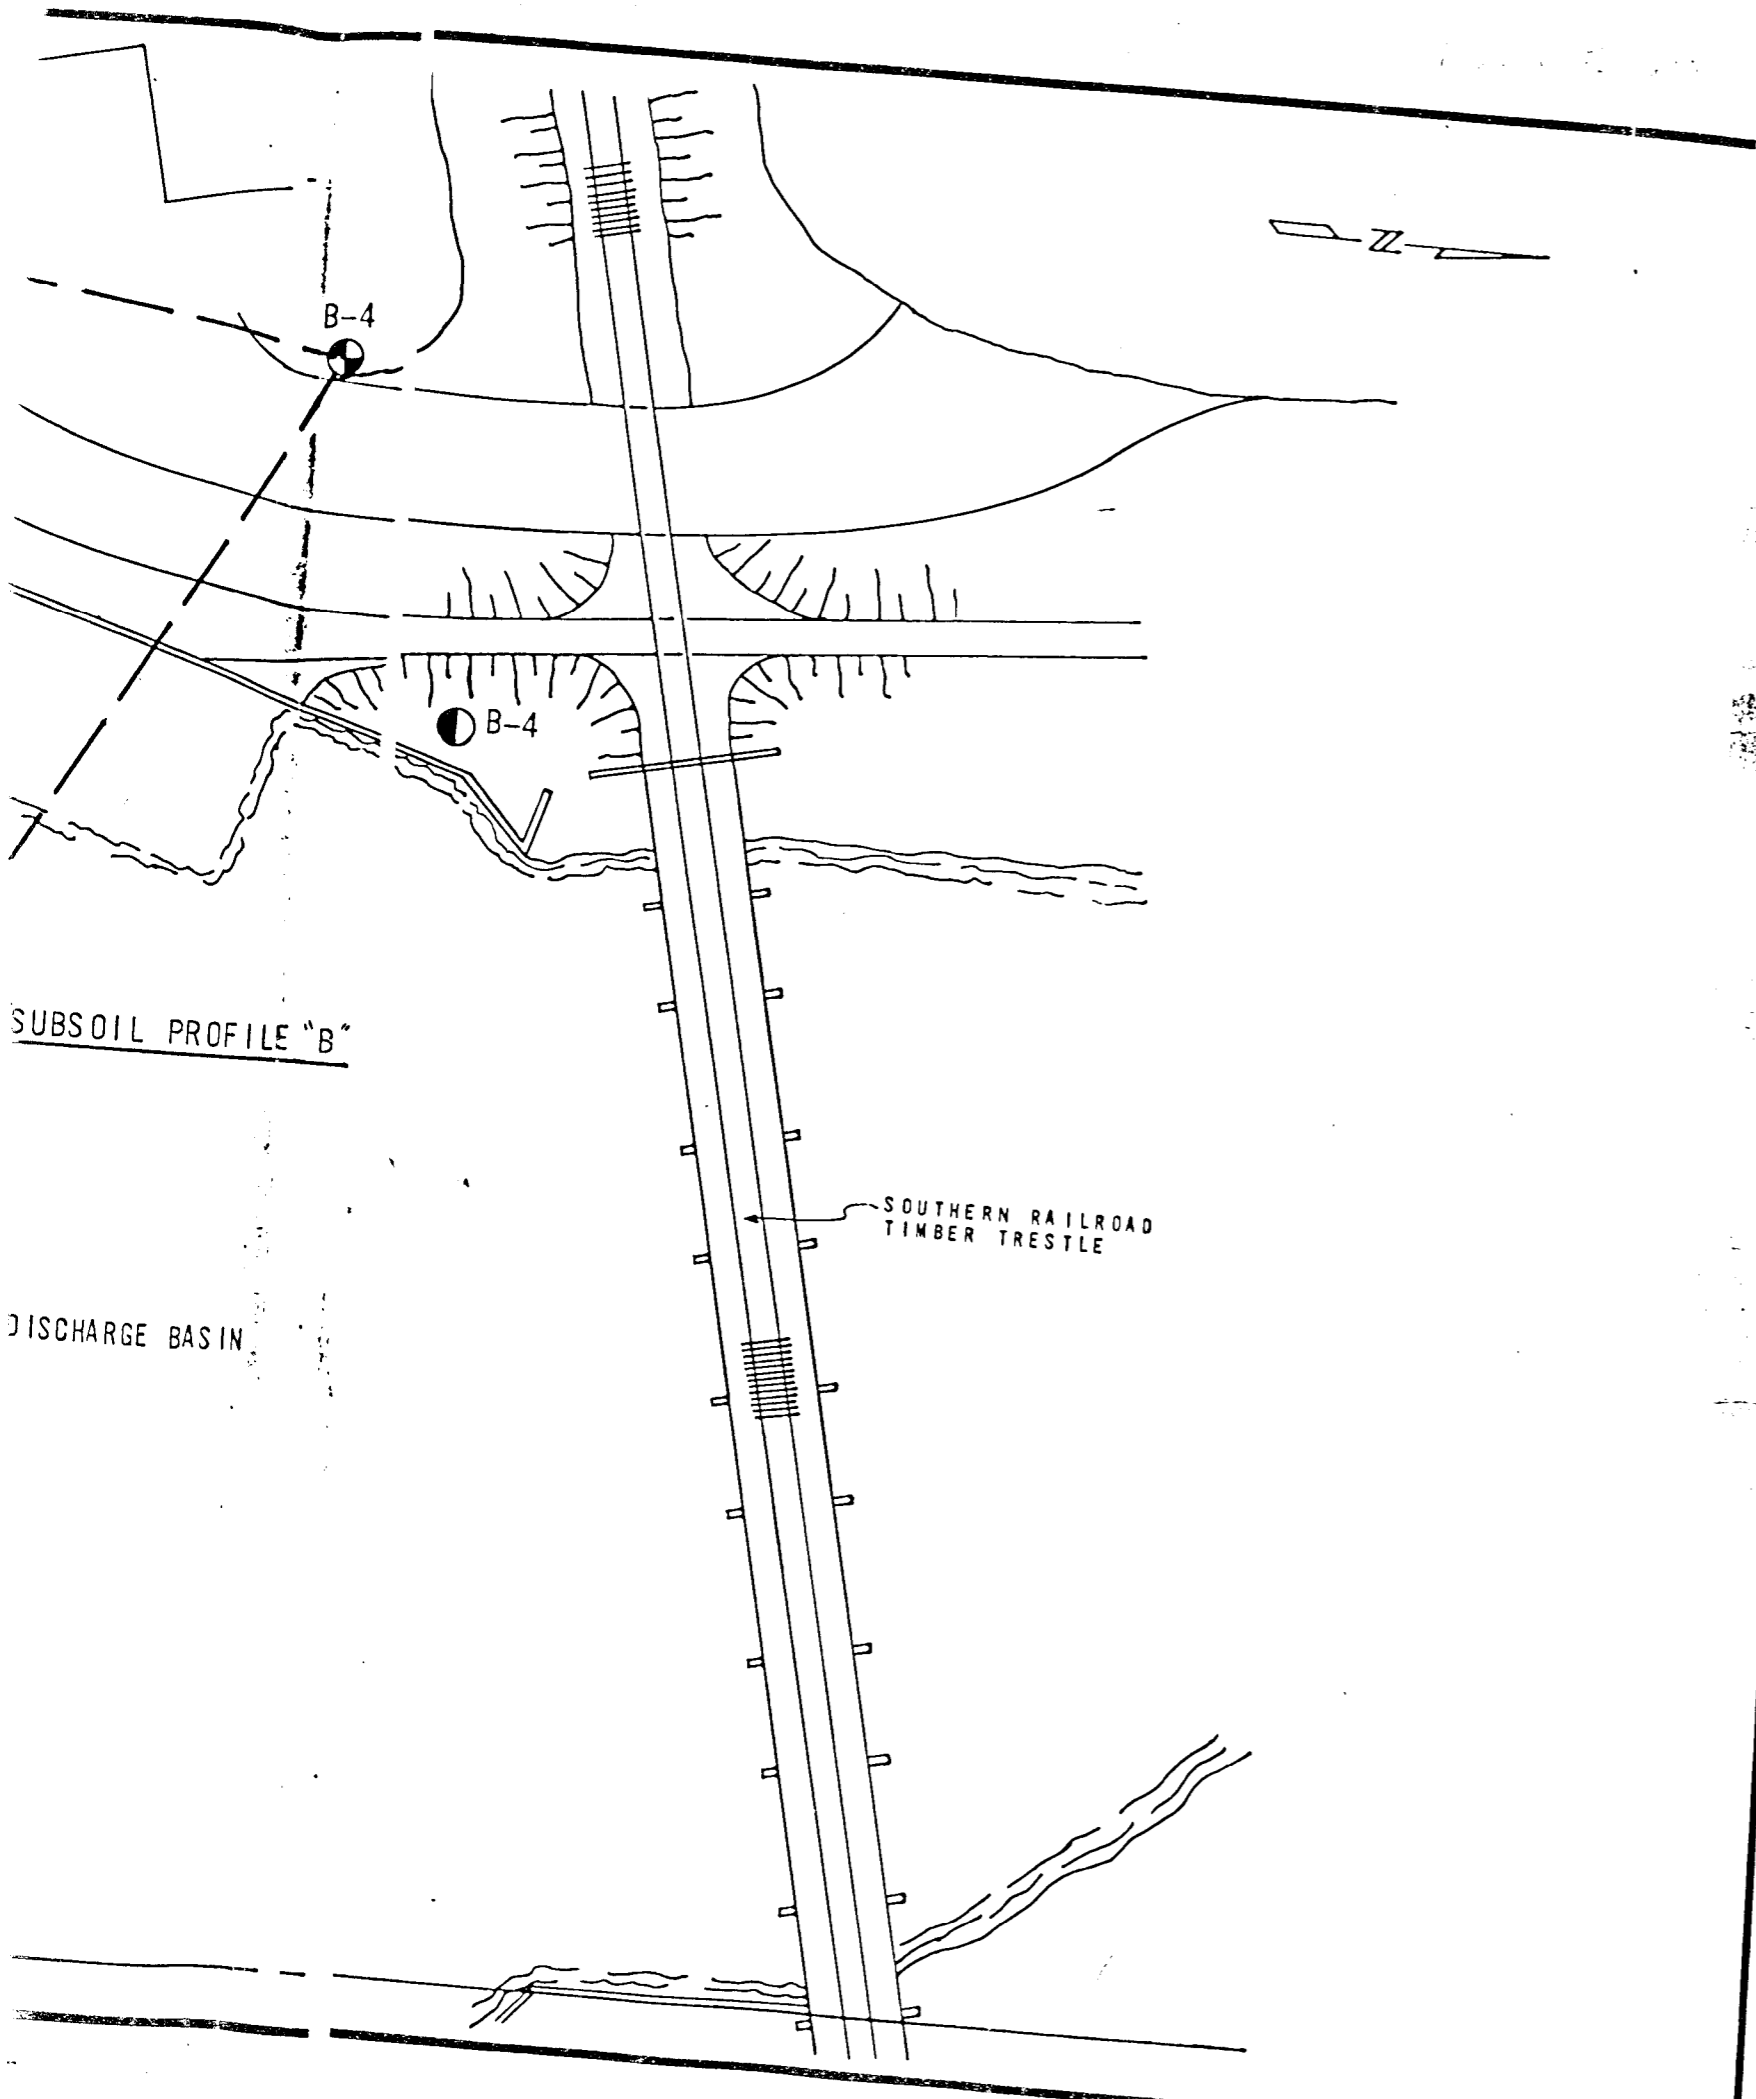 B-4
N
B-4
SUBSOIL PROFILE "B"
SOUTHERN RAILROAD
TIMBER TRESTLE
DISCHARGE BASIN